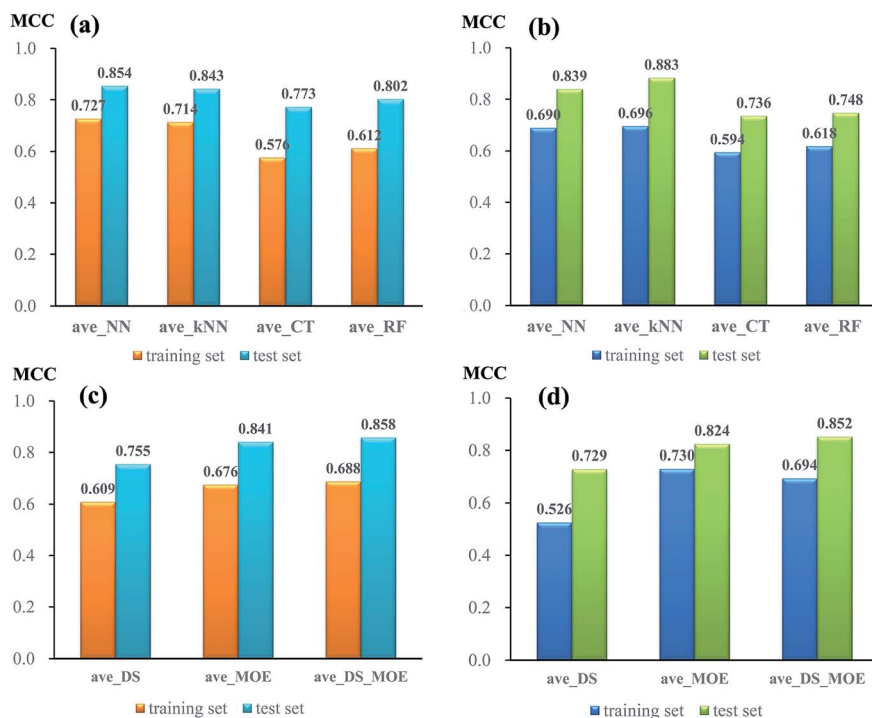 MCC (a)
1.0
0.8
0.6
0.4
0.2
0.0
0.727 0.854 0.714 0.843 0.576 0.773 0.612 0.802
ave_NN ave_kNN ave_CT ave_RF
training set test set
MCC (b)
1.0
0.8
0.6
0.4
0.2
0.0
0.690 0.839 0.696 0.883 0.594 0.736 0.618 0.748
ave_NN ave_kNN ave_CT ave_RF
training set test set
MCC (c)
1.0
0.8
0.6
0.4
0.2
0.0
0.609 0.755 0.676 0.841 0.688 0.858
ave_DS ave_MOE ave_DS_MOE
training set test set
MCC (d)
1.0
0.8
0.6
0.4
0.2
0.0
0.526 0.729 0.730 0.824 0.694 0.852
ave_DS ave_MOE ave_DS_MOE
training set test set